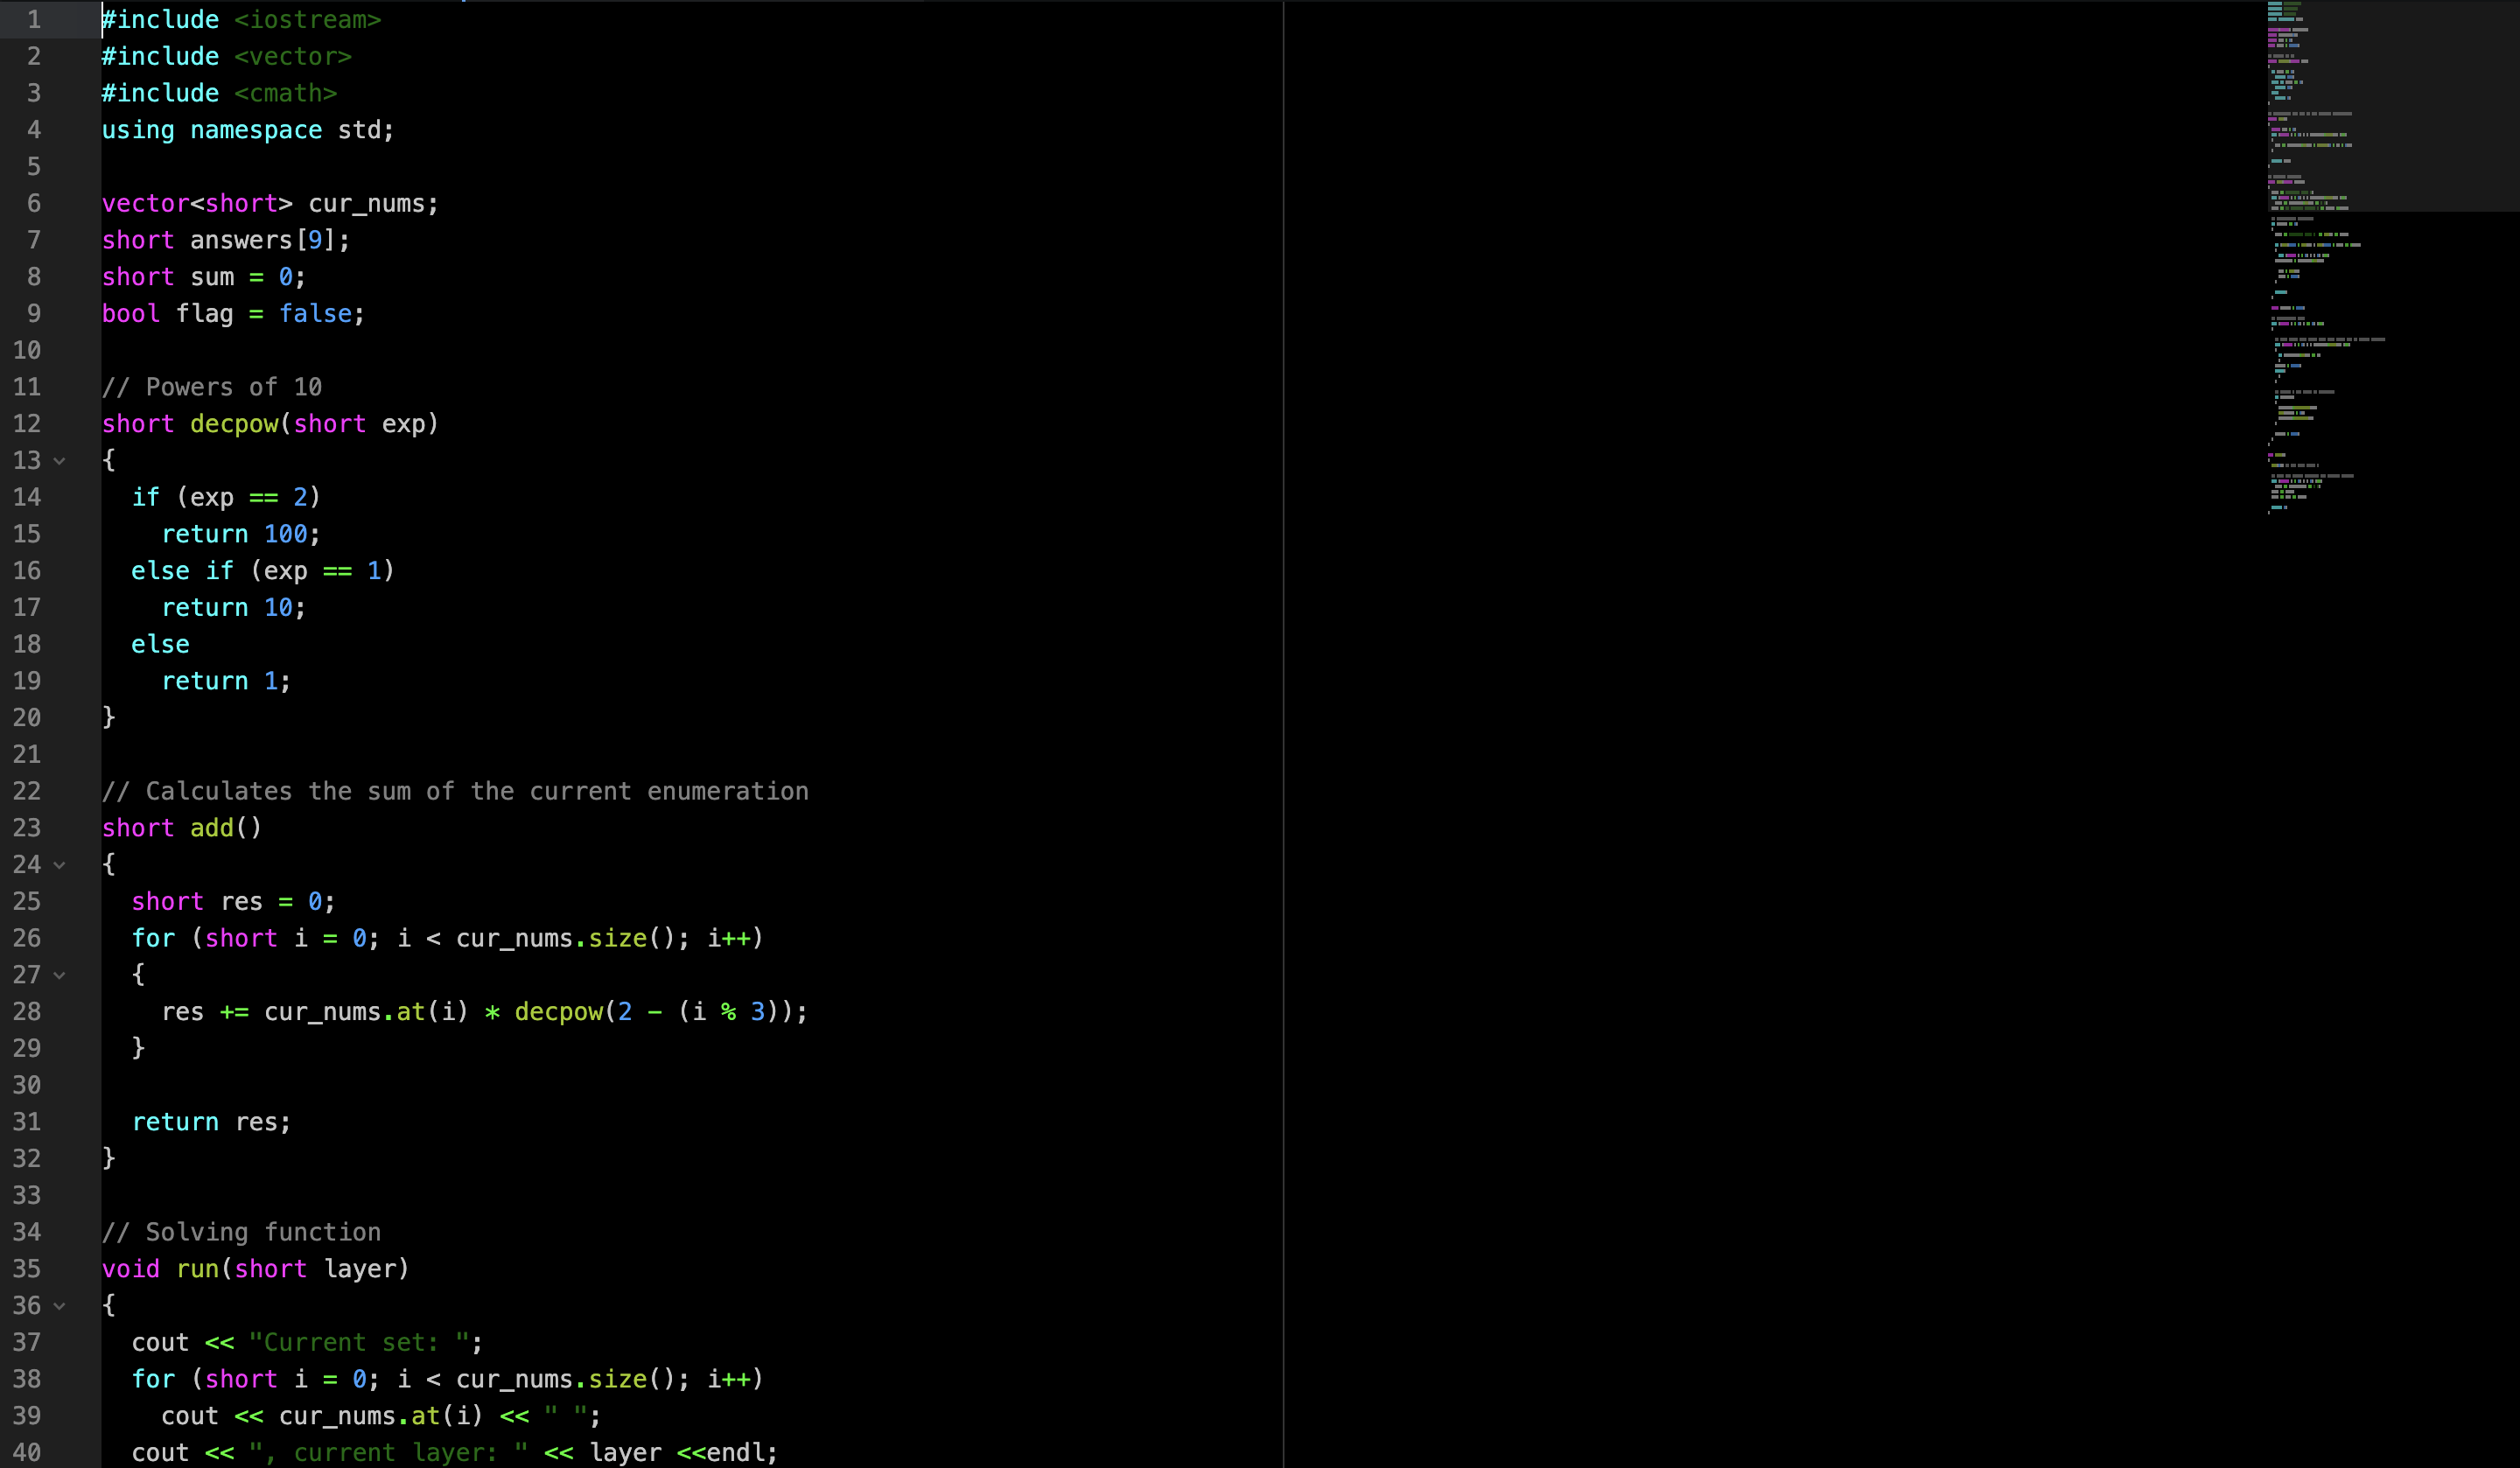 1 #include <iostream>
2 #include <vector>
3 #include <cmath>
4 using namespace std;
5
6 vector<short> cur_nums;
7 short answers[9];
8 short sum = 0;
9 bool flag = false;
10
11 // Powers of 10
12 short decpow(short exp)
13 {
14   if (exp == 2)
15     return 100;
16   else if (exp == 1)
17     return 10;
18   else
19     return 1;
20 }
21
22 // Calculates the sum of the current enumeration
23 short add()
24 {
25   short res = 0;
26   for (short i = 0; i < cur_nums.size(); i++)
27   {
28     res += cur_nums.at(i) * decpow(2 - (i % 3));
29   }
30
31   return res;
32 }
33
34 // Solving function
35 void run(short layer)
36 {
37   cout << "Current set: ";
38   for (short i = 0; i < cur_nums.size(); i++)
39     cout << cur_nums.at(i) << " ";
40   cout << ", current layer: " << layer <<endl;